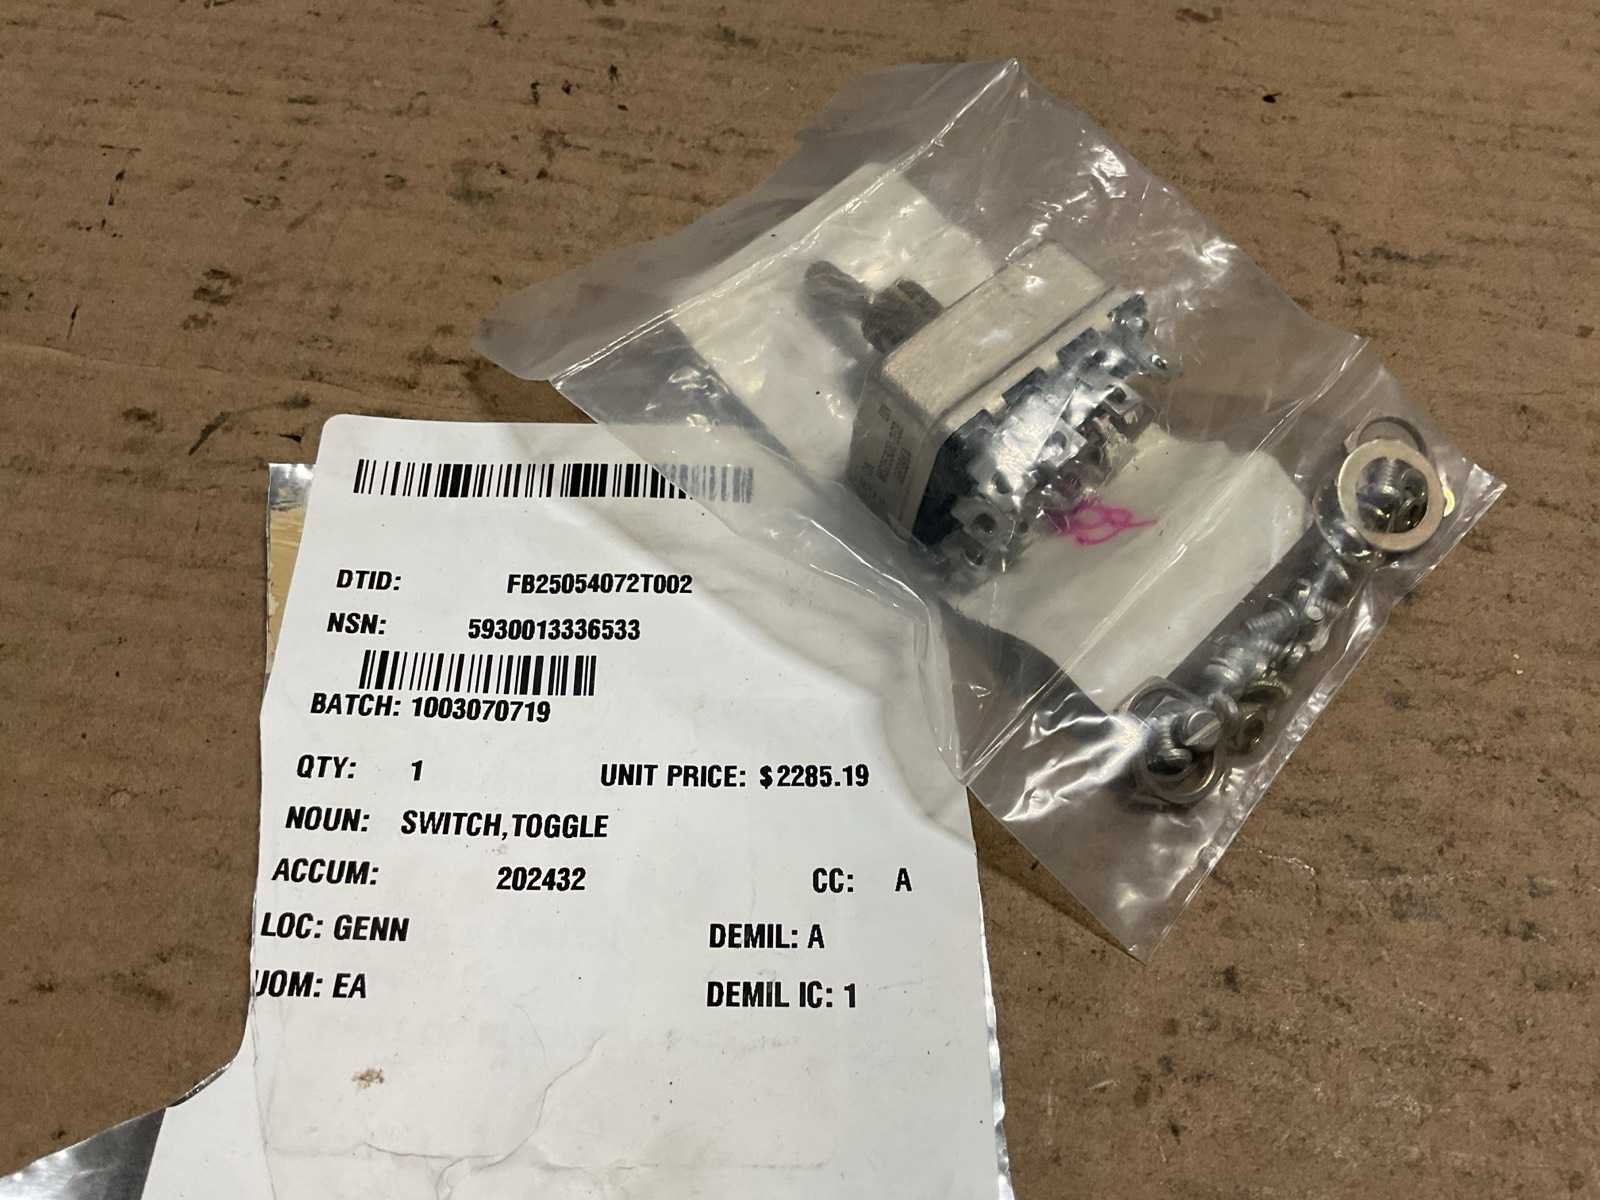 DTID: FB25054072T002
NSN: 5930013336533
BATCH: 1003070719
QTY: 1 UNIT PRICE: $2285.19
NOUN: SWITCH,TOGGLE
ACCUM: 202432 CC: A
LOC: GENN DEMIL: A
UOM: EA DEMIL IC: 1